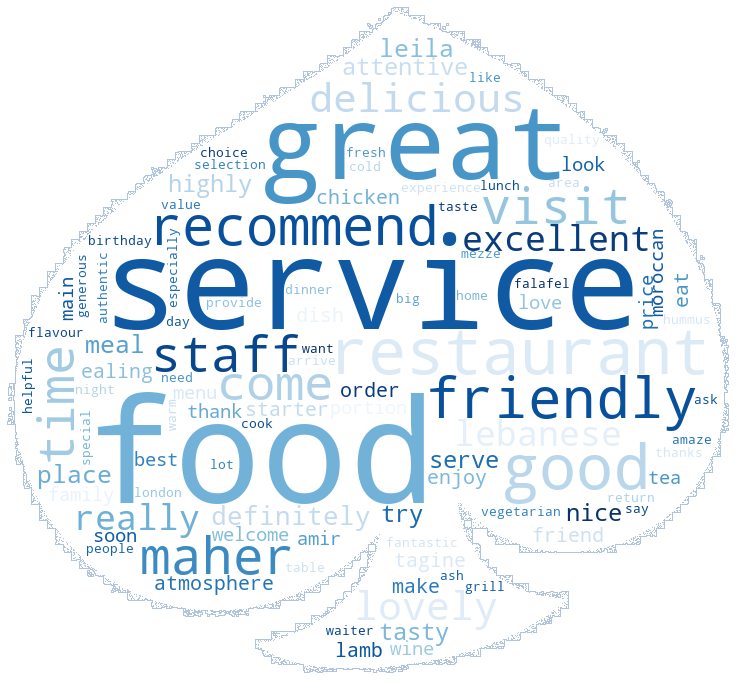 leila
attentive
like
delicious
great
quality
choice
fresh
selection
cold
look
highly
experience
lunch
area
chicken
value
visit
taste
recommend
birthday
excellent
especially
moroccan
mezze
main
generous
authentic
service
falafel
eat
dinner
home
love
price
provide
big
dish
day
hummus
flavour
restaurant
meal
staff
want
arrive
time
ealing
need
come
order
friendly
helpful
night
menu
warm
food
thank
starter
portion
ask
special
cook
lebanese
amaze
best
lot
serve
good
thanks
place
enjoy
tea
family
london
return
really
definitely
try
vegetarian
nice
say
soon
welcome
amir
friend
people
maher
fantastic
tagine
table
atmosphere
make
ash
grill
lovely
waiter
tasty
lamb
wine